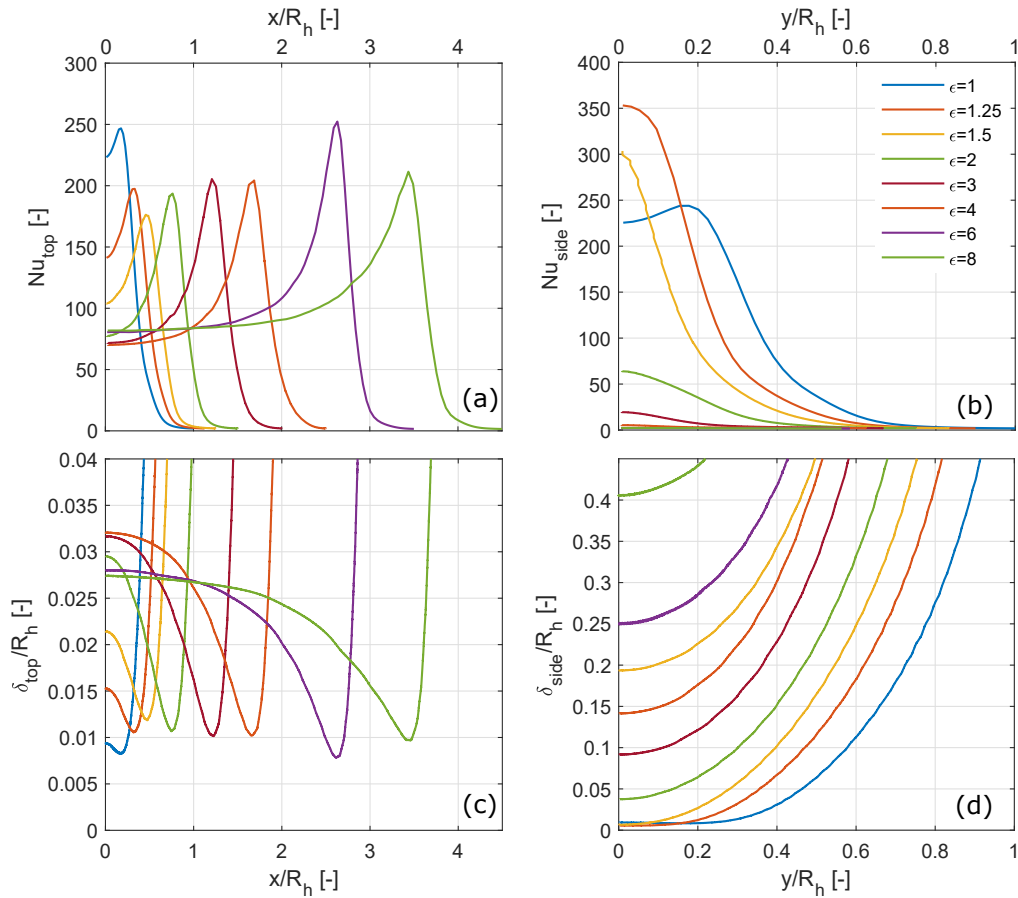 x/R_h [-]
0 1 2 3 4
300
250
200
150
100
50
0
Nu_top [-]
(a)
y/R_h [-]
0 0.2 0.4 0.6 0.8 1
400
350
300
250
200
150
100
50
0
Nu_side [-]
ϵ=1
ϵ=1.25
ϵ=1.5
ϵ=2
ϵ=3
ϵ=4
ϵ=6
ϵ=8
(b)
0.04
0.035
0.03
0.025
0.02
0.015
0.01
0.005
0
δ_top/R_h [-]
(c)
0 1 2 3 4
x/R_h [-]
0.4
0.35
0.3
0.25
0.2
0.15
0.1
0.05
0
δ_side/R_h [-]
(d)
0 0.2 0.4 0.6 0.8 1
y/R_h [-]